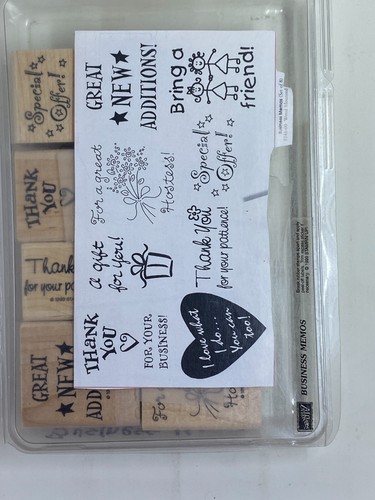 GREAT
★NEW★
ADDITIONS!
Bring a
friend!
For a great
Hostess!
Special
Offer!
A gift
for you!
Thank You
for your patience!
THANK
YOU
FOR YOUR
BUSINESS!
I love what
I do...
You can
too!
Special
Offer!
THANK
YOU
Thank
GREAT
NEW
ADD
For
Ho
BUSINESS MEMOS